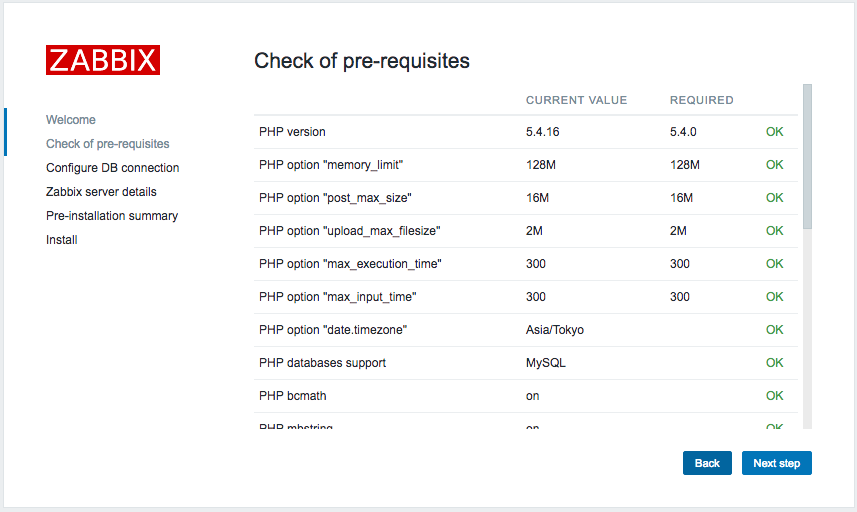 ZABBIX
Welcome
Check of pre-requisites
Configure DB connection
Zabbix server details
Pre-installation summary
Install
Check of pre-requisites
CURRENT VALUE REQUIRED
PHP version 5.4.16 5.4.0 OK
PHP option "memory_limit" 128M 128M OK
PHP option "post_max_size" 16M 16M OK
PHP option "upload_max_filesize" 2M 2M OK
PHP option "max_execution_time" 300 300 OK
PHP option "max_input_time" 300 300 OK
PHP option "date.timezone" Asia/Tokyo OK
PHP databases support MySQL OK
PHP bcmath on OK
PHP mbstring on OK
Back Next step